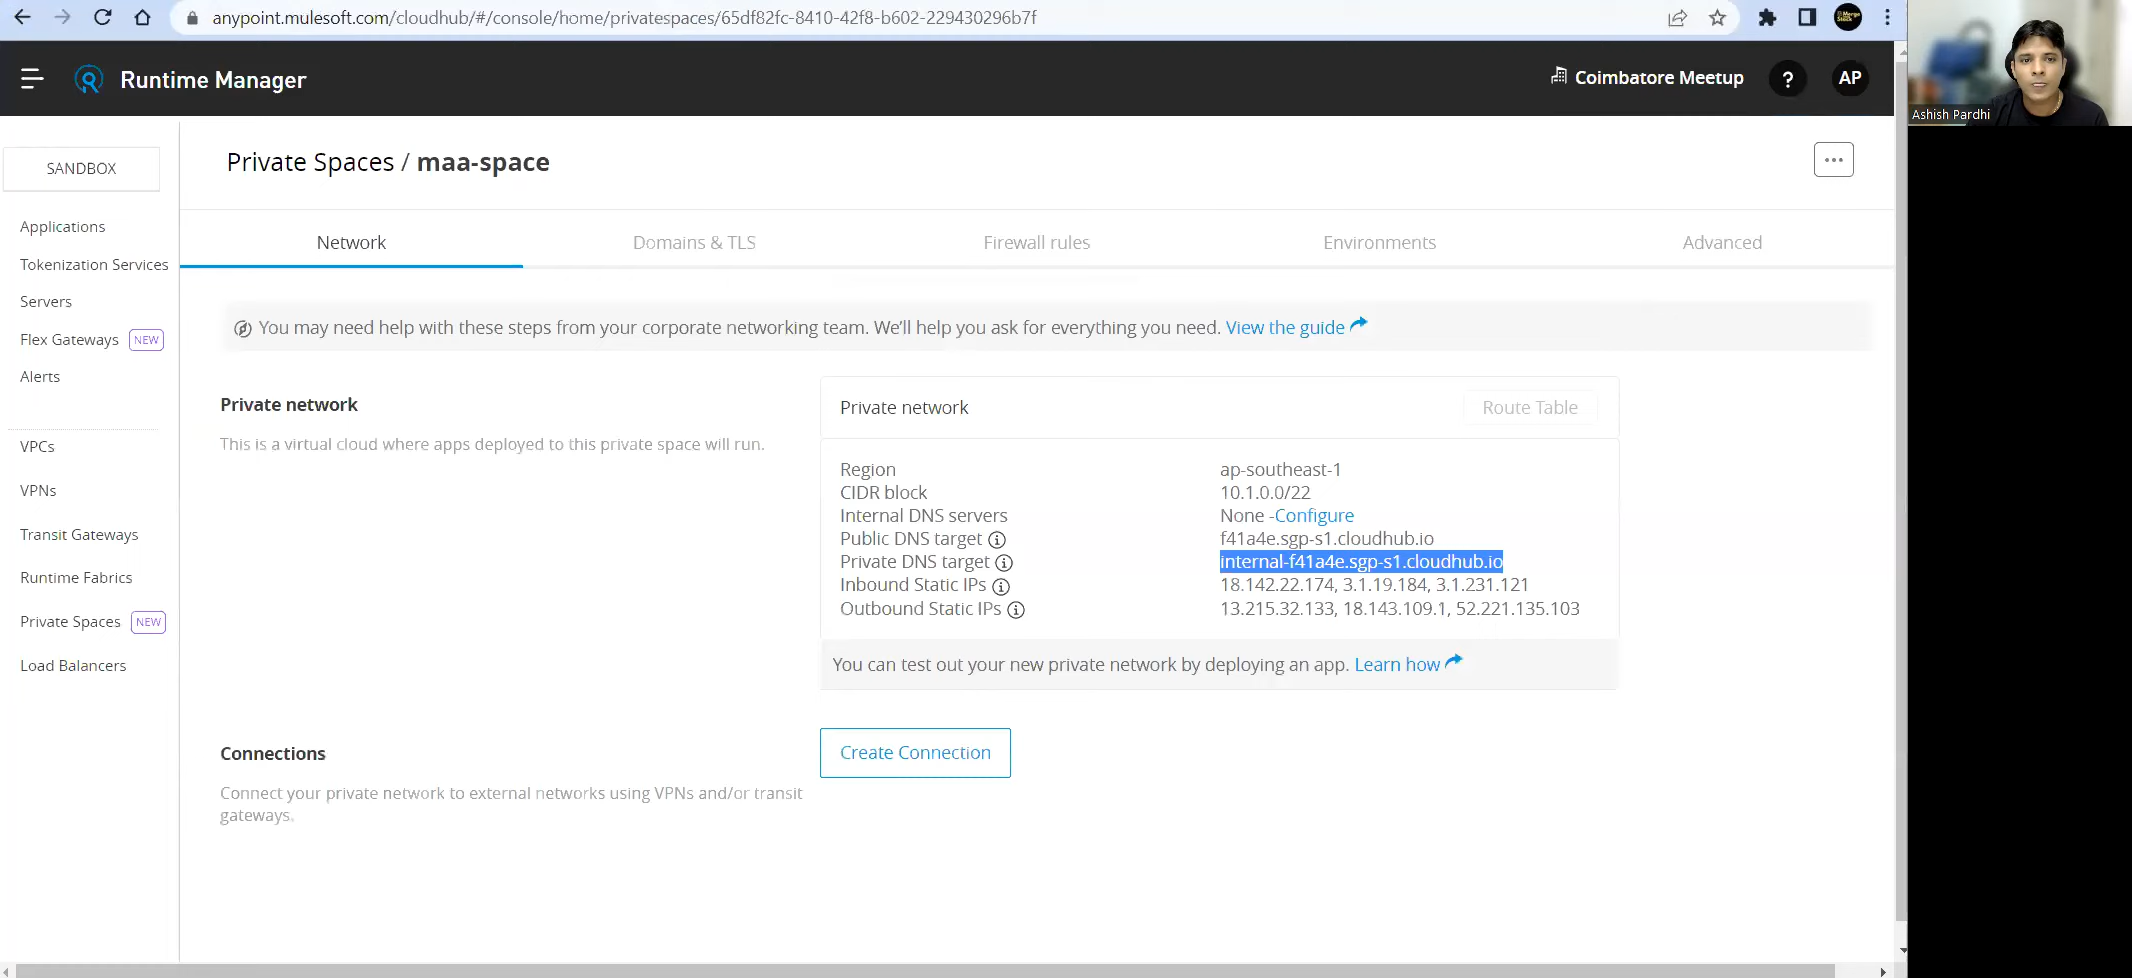 anypoint.mulesoft.com/cloudhub/#/console/home/privatespaces/65df82fc-8410-42f8-b602-229430296b7f
Runtime Manager
Coimbatore Meetup
?
AP
Ashish Pardhi
SANDBOX
Applications
Tokenization Services
Servers
Flex Gateways NEW
Alerts
VPCs
VPNs
Transit Gateways
Runtime Fabrics
Private Spaces NEW
Load Balancers
Private Spaces / maa-space
Network
Domains & TLS
Firewall rules
Environments
Advanced
You may need help with these steps from your corporate networking team. We’ll help you ask for everything you need. View the guide
Private network
This is a virtual cloud where apps deployed to this private space will run.
Private network
Route Table
Region ap-southeast-1
CIDR block 10.1.0.0/22
Internal DNS servers None -Configure
Public DNS target f41a4e.sgp-s1.cloudhub.io
Private DNS target internal-f41a4e.sgp-s1.cloudhub.io
Inbound Static IPs 18.142.22.174, 3.1.19.184, 3.1.231.121
Outbound Static IPs 13.215.32.133, 18.143.109.1, 52.221.135.103
You can test out your new private network by deploying an app. Learn how
Connections
Connect your private network to external networks using VPNs and/or transit
gateways.
Create Connection